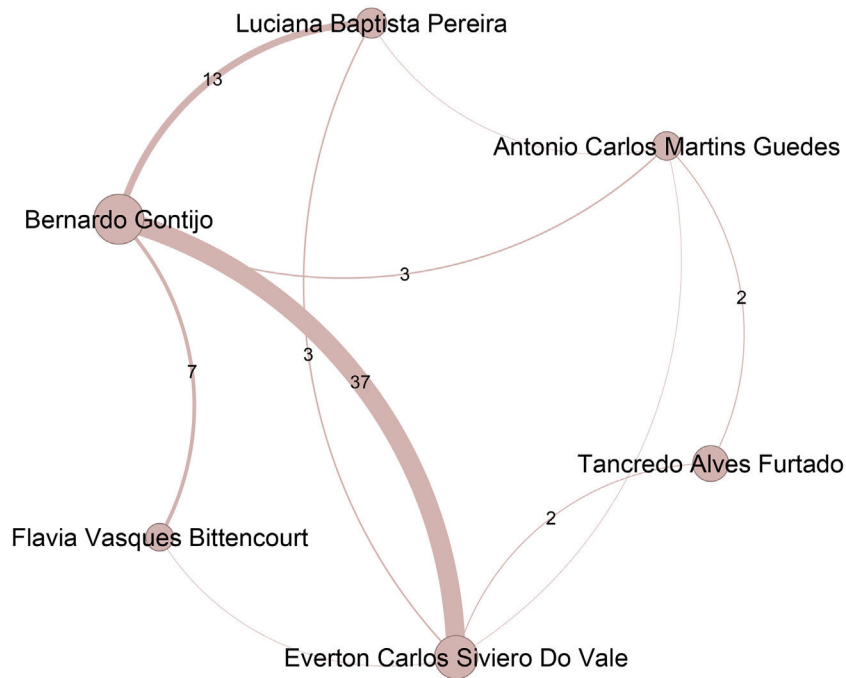 Luciana Baptista Pereira
13
Antonio Carlos Martins Guedes
Bernardo Gontijo
3
2
3
7
37
Tancredo Alves Furtado
2
Flavia Vasques Bittencourt
Everton Carlos Siviero Do Vale